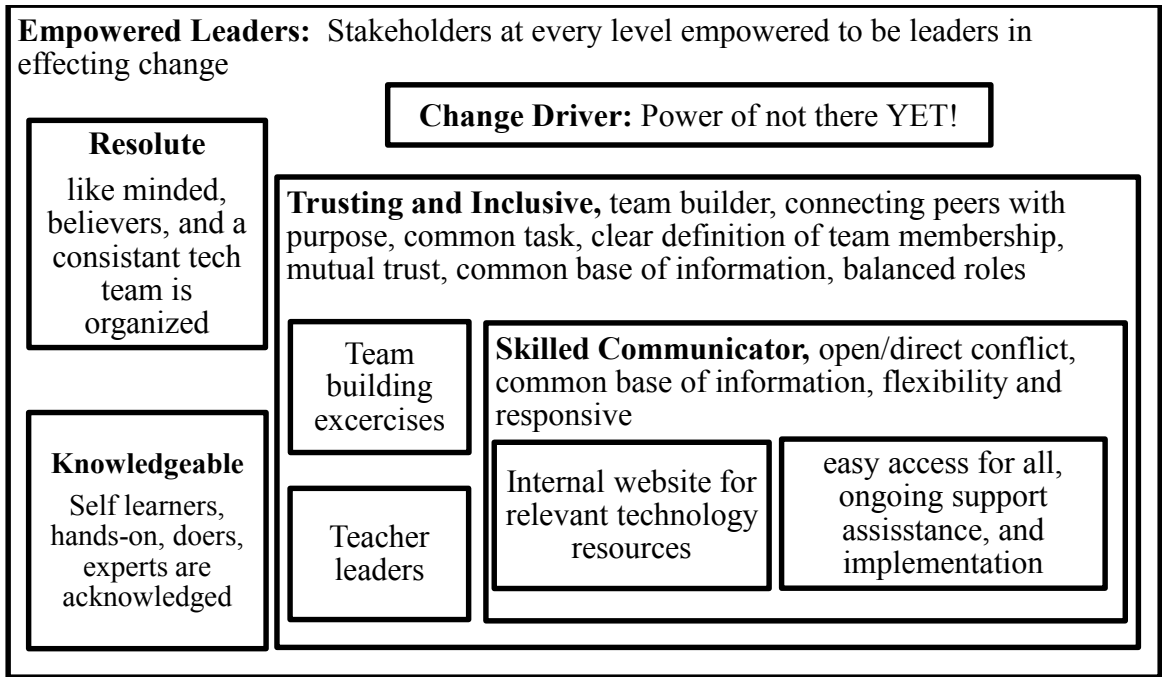 Empowered Leaders: Stakeholders at every level empowered to be leaders in
effecting change
Change Driver: Power of not there YET!
Resolute
like minded,
believers, and a
consistant tech
team is
organized
Knowledgeable
Self learners,
hands-on, doers,
experts are
acknowledged
Trusting and Inclusive, team builder, connecting peers with
purpose, common task, clear definition of team membership,
mutual trust, common base of information, balanced roles
Team
building
excercises
Teacher
leaders
Skilled Communicator, open/direct conflict,
common base of information, flexibility and
responsive
Internal website for
relevant technology
resources
easy access for all,
ongoing support
assisstance, and
implementation